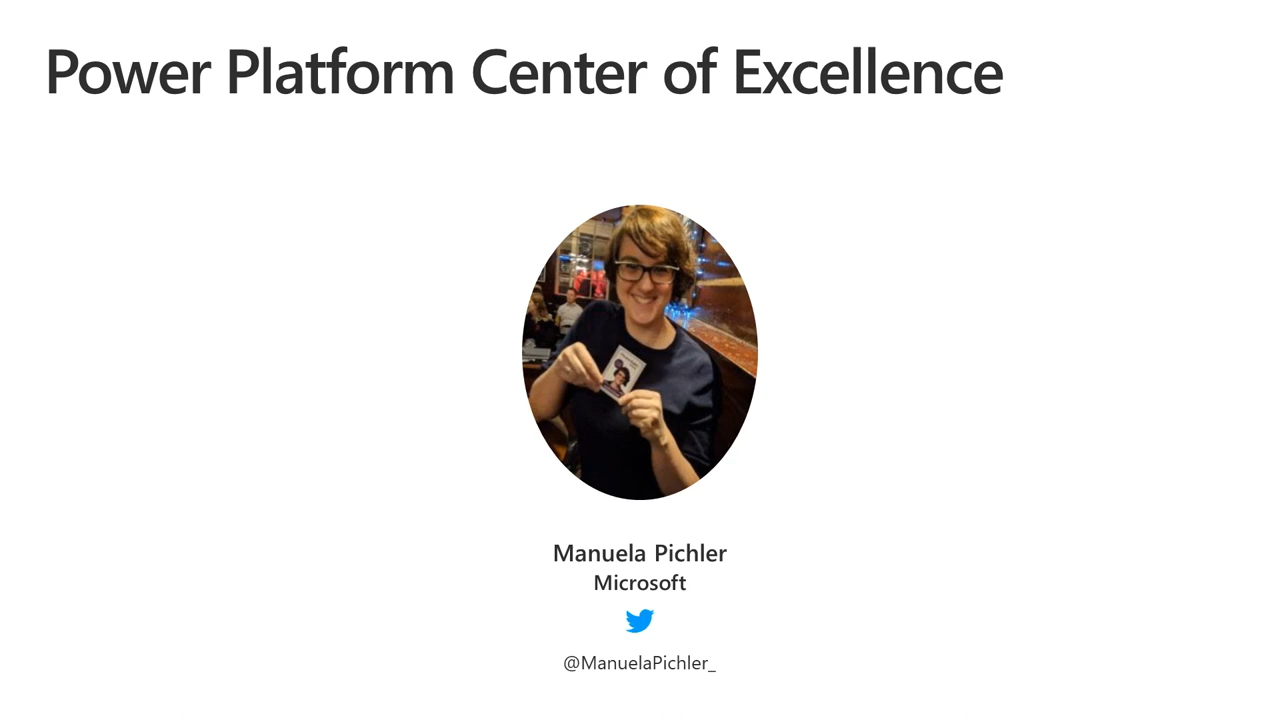 Power Platform Center of Excellence
Manuela Pichler
Microsoft
@ManuelaPichler_